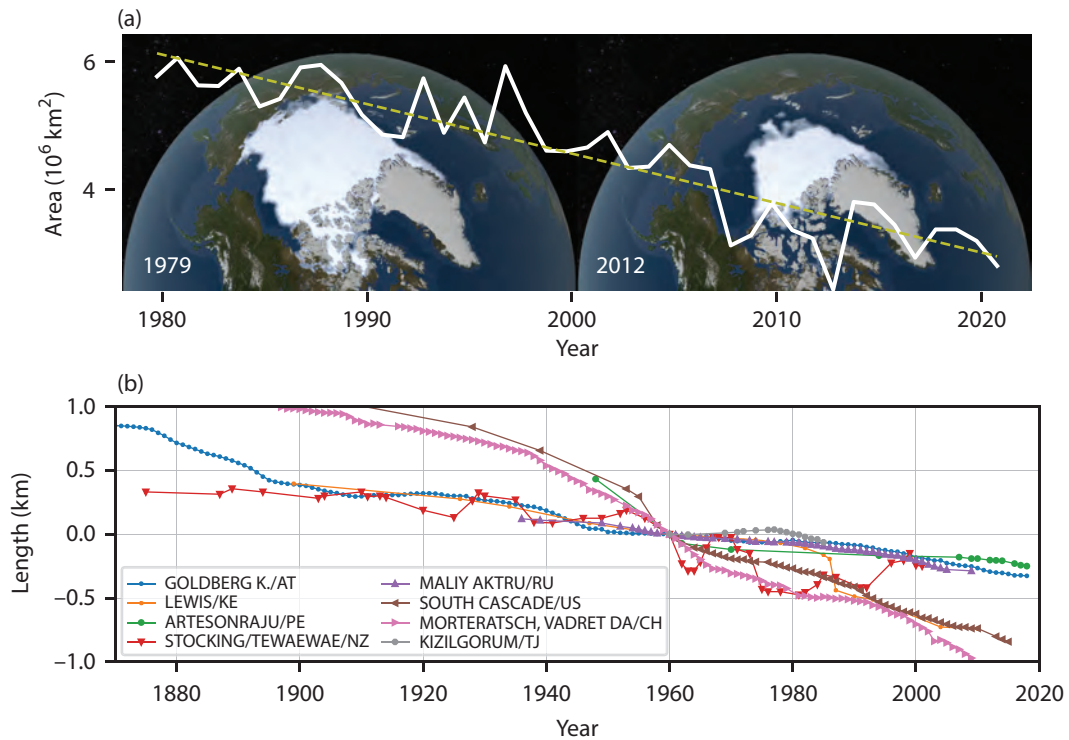 (a)
Area (10⁶ km²)
6
4
1979
2012
1980
1990
2000
2010
2020
Year
(b)
Length (km)
1.0
0.5
0.0
−0.5
−1.0
GOLDBERG K./AT
LEWIS/KE
ARTESONRAJU/PE
STOCKING/TEWAEWAE/NZ
MALIY AKTRU/RU
SOUTH CASCADE/US
MORTERATSCH, VADRET DA/CH
KIZILGORUM/TJ
1880
1900
1920
1940
1960
1980
2000
2020
Year